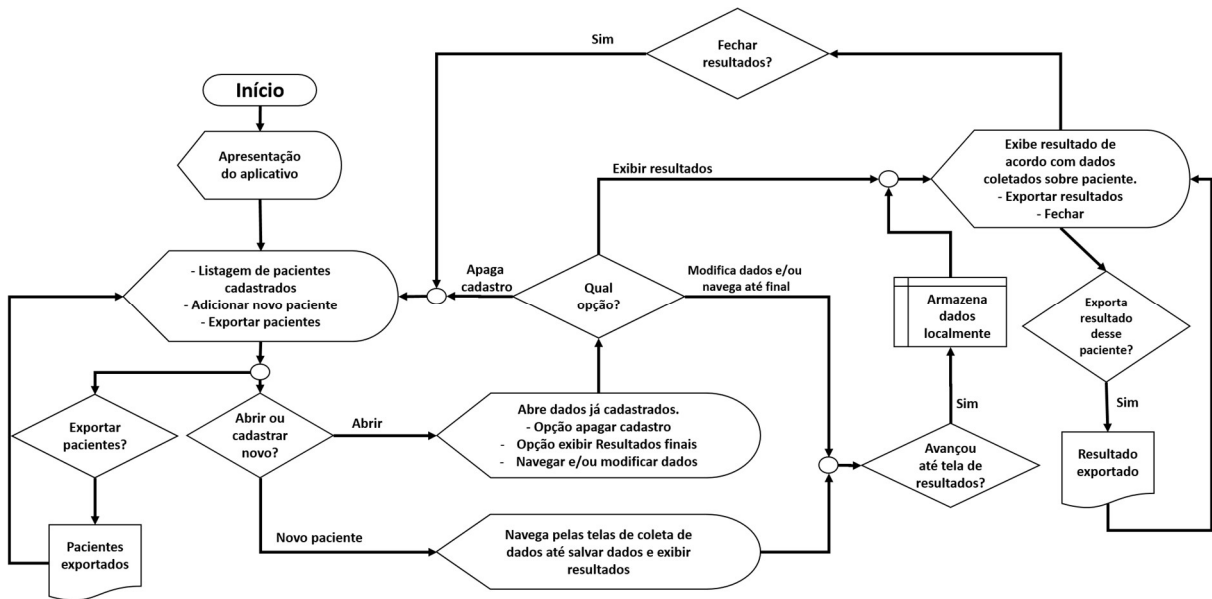 Sim
Fechar
resultados?
Início
Apresentação
do aplicativo
Exibir resultados
Exibe resultado de
acordo com dados
coletados sobre paciente.
- Exportar resultados
- Fechar
- Listagem de pacientes
cadastrados
- Adicionar novo paciente
- Exportar pacientes
Apaga
cadastro
Qual
opção?
Modifica dados e/ou
navega até final
Armazena
dados
localmente
Exporta
resultado
desse
paciente?
Exportar
pacientes?
Abrir ou
cadastrar
novo?
Abrir
Abre dados já cadastrados.
- Opção apagar cadastro
- Opção exibir Resultados finais
- Navegar e/ou modificar dados
Sim
Sim
Avançou
até tela de
resultados?
Resultado
exportado
Pacientes
exportados
Novo paciente
Navega pelas telas de coleta de
dados até salvar dados e exibir
resultados